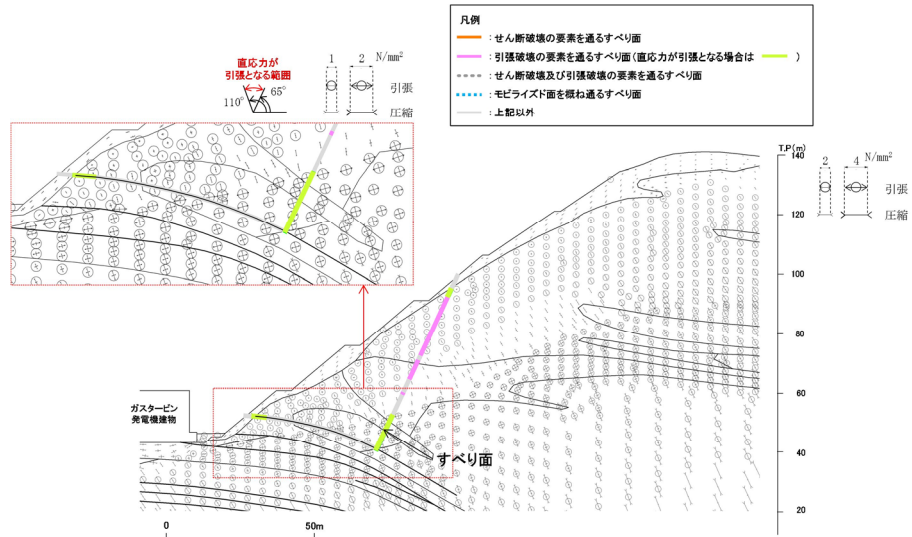 凡例
：せん断破壊の要素を通るすべり面
：引張破壊の要素を通るすべり面（直応力が引張となる場合は　）
：せん断破壊及び引張破壊の要素を通るすべり面
：モビライズド面を概ね通るすべり面
：上記以外
直応力が
引張となる範囲
110°
65°
1 2 N/mm²
引張
圧縮
T.P(m)
140
120
100
80
60
40
20
2 4 N/mm²
引張
圧縮
ガスタービン
発電機建物
すべり面
0 50m